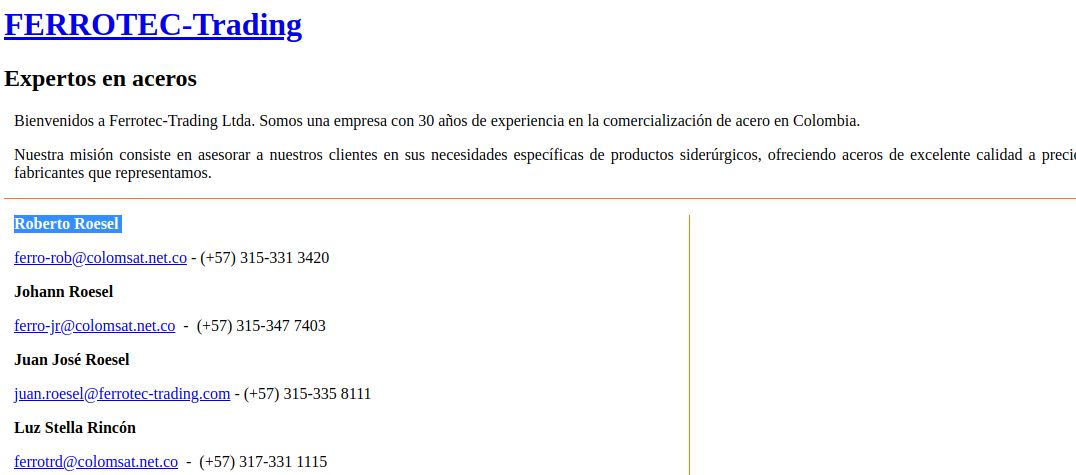 FERROTEC-Trading
Expertos en aceros
Bienvenidos a Ferrotec-Trading Ltda. Somos una empresa con 30 años de experiencia en la comercialización de acero en Colombia.
Nuestra misión consiste en asesorar a nuestros clientes en sus necesidades específicas de productos siderúrgicos, ofreciendo aceros de excelente calidad a
fabricantes que representamos.
Roberto Roesel
ferro-rob@colomsat.net.co - (+57) 315-331 3420
Johann Roesel
ferro-jr@colomsat.net.co - (+57) 315-347 7403
Juan José Roesel
juan.roesel@ferrotec-trading.com - (+57) 315-335 8111
Luz Stella Rincón
ferrotrd@colomsat.net.co - (+57) 317-331 1115